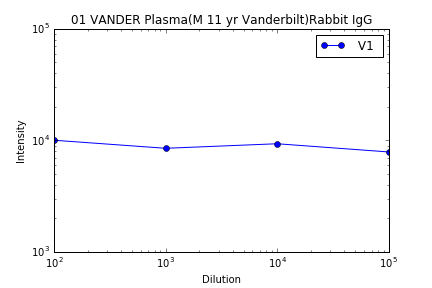 01 VANDER Plasma(M 11 yr Vanderbilt)Rabbit IgG
10^5
V1
10^4
Intensity
10^3
10^2 10^3 10^4 10^5
Dilution